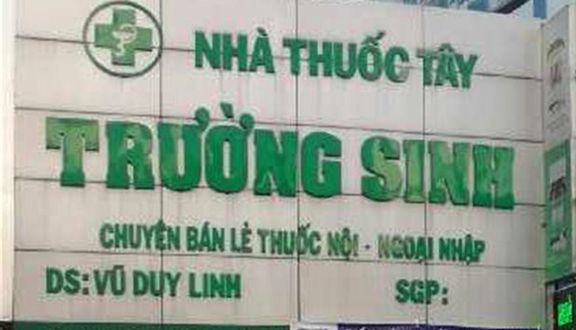 NHÀ THUỐC TÂY
TRƯỜNG SINH
CHUYÊN BÁN LẺ THUỐC NỘI - NGOẠI NHẬP
DS: VŨ DUY LINH SGP: